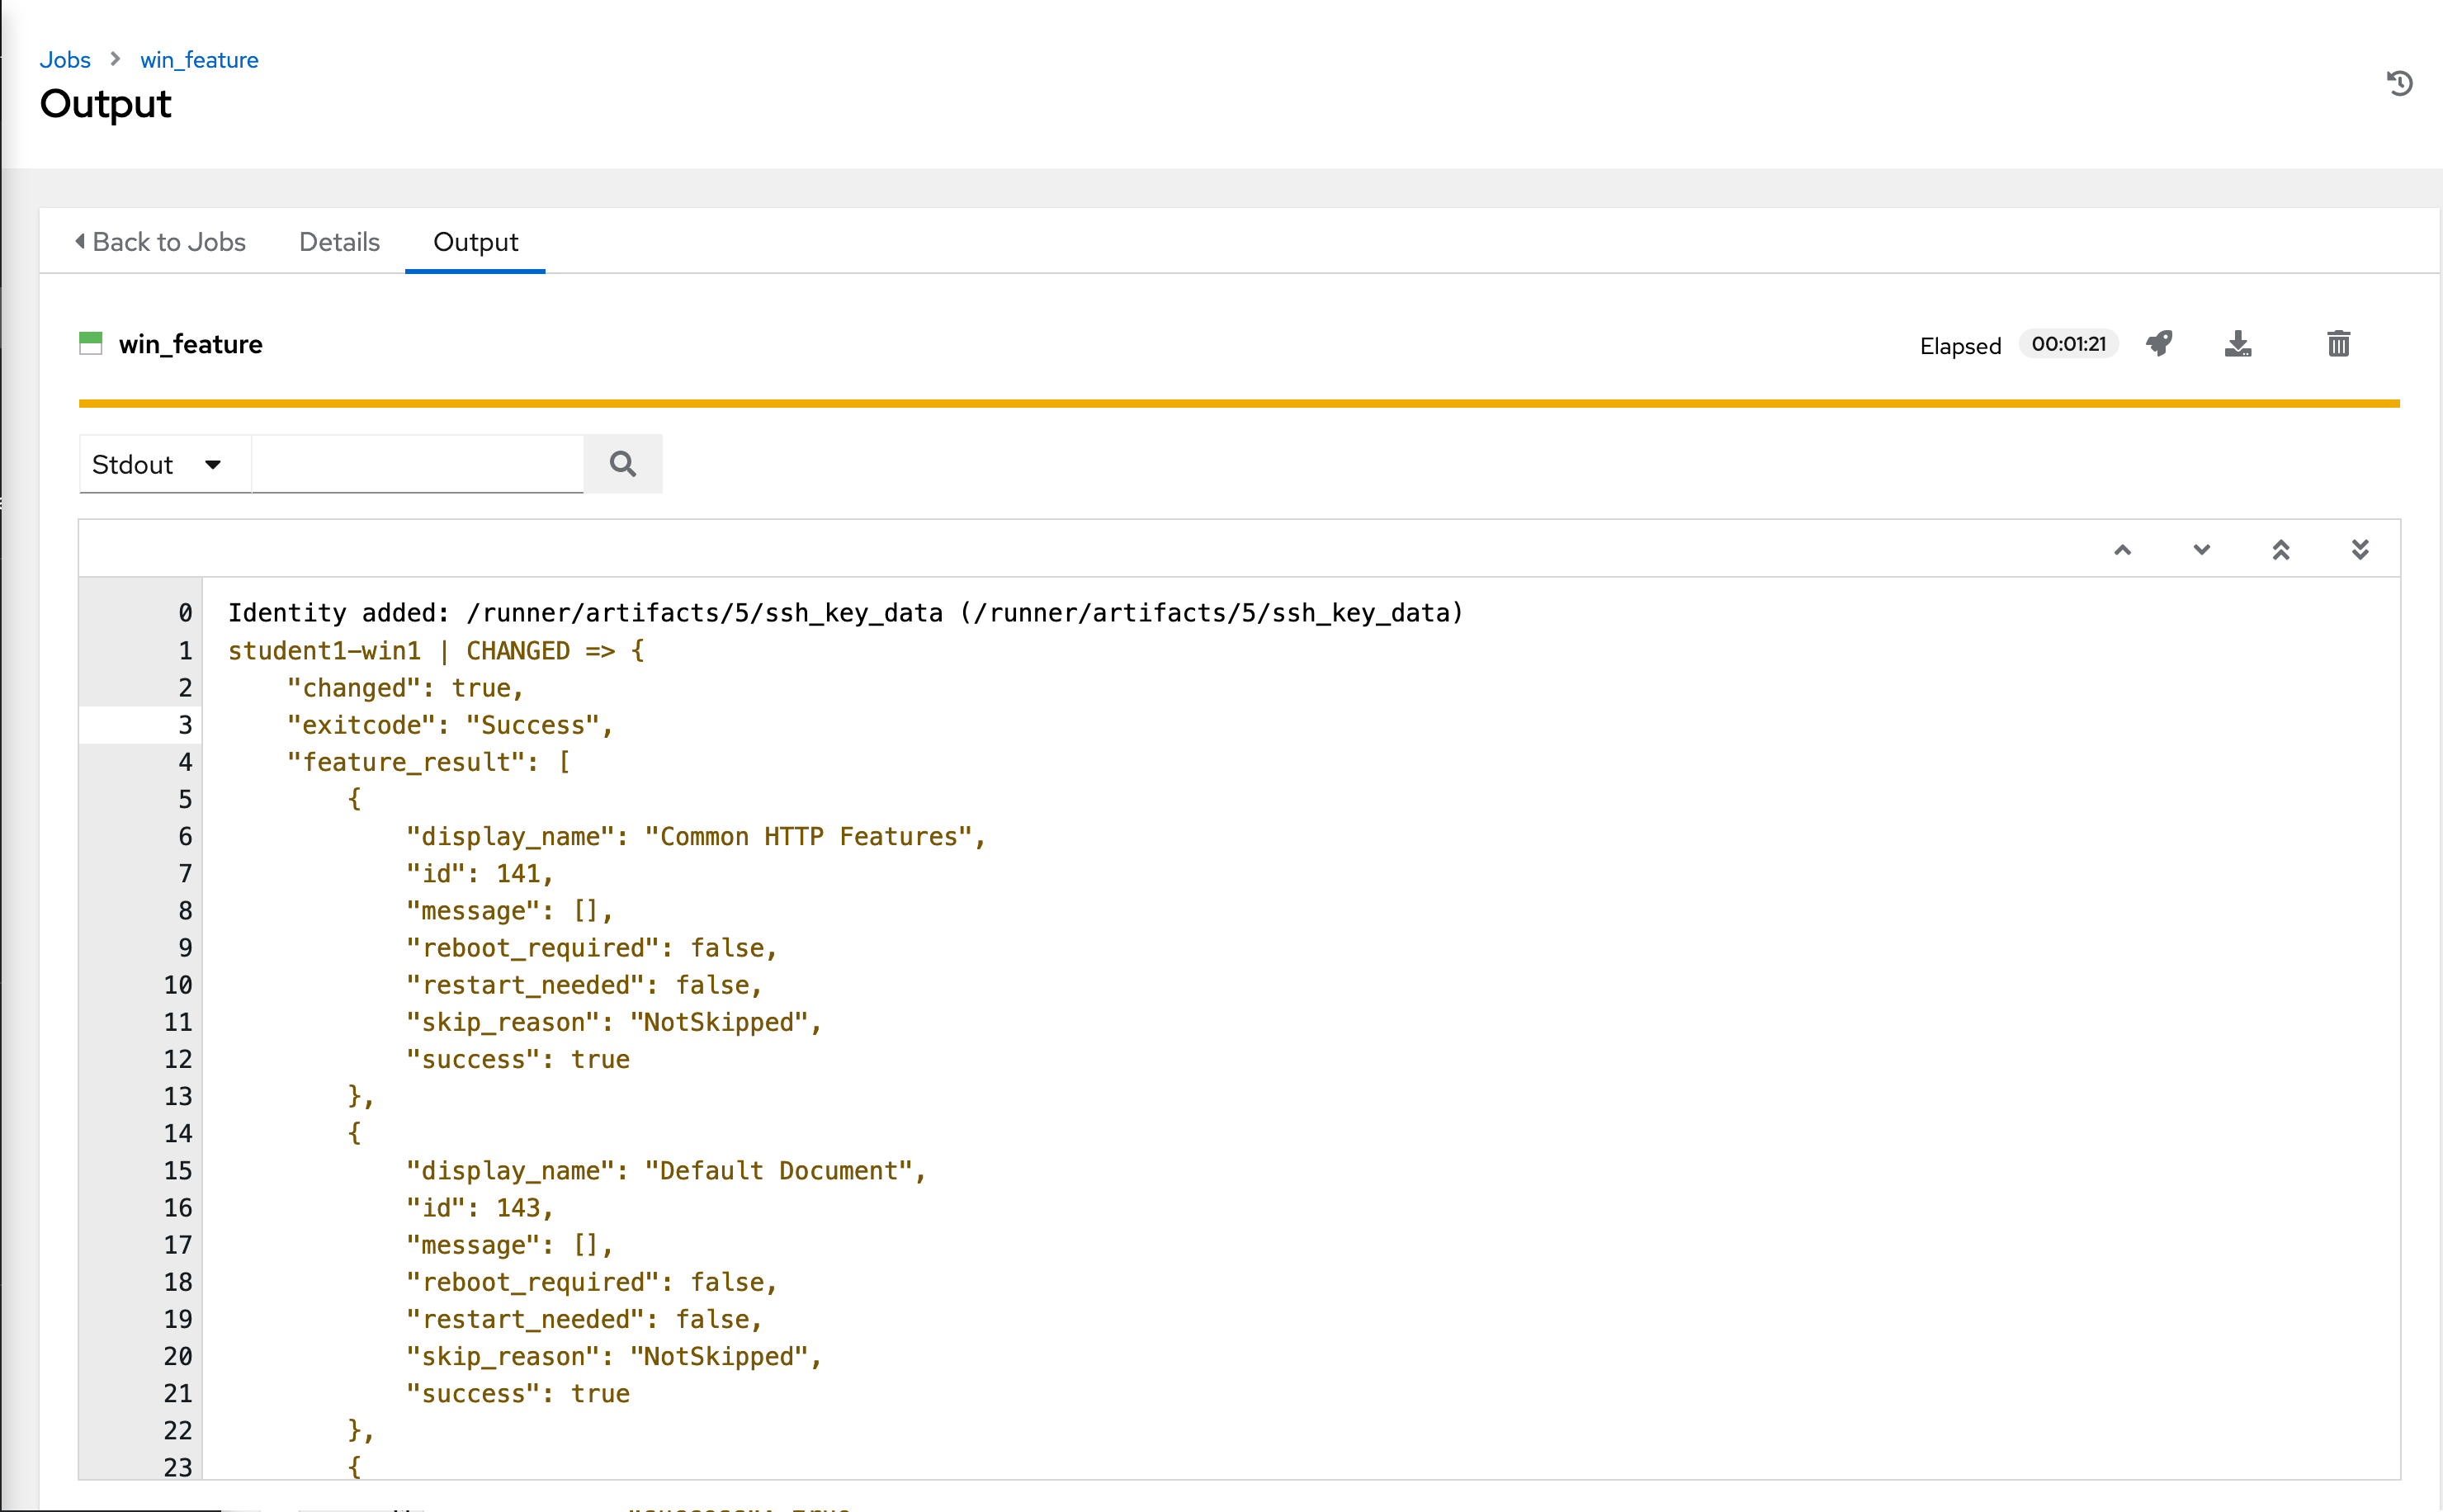 Jobs > win_feature
Output
Back to Jobs Details Output
win_feature Elapsed 00:01:21
Stdout
0 Identity added: /runner/artifacts/5/ssh_key_data (/runner/artifacts/5/ssh_key_data)
1 student1-win1 | CHANGED => {
2 "changed": true,
3 "exitcode": "Success",
4 "feature_result": [
5 {
6 "display_name": "Common HTTP Features",
7 "id": 141,
8 "message": [],
9 "reboot_required": false,
10 "restart_needed": false,
11 "skip_reason": "NotSkipped",
12 "success": true
13 },
14 {
15 "display_name": "Default Document",
16 "id": 143,
17 "message": [],
18 "reboot_required": false,
19 "restart_needed": false,
20 "skip_reason": "NotSkipped",
21 "success": true
22 },
23 {